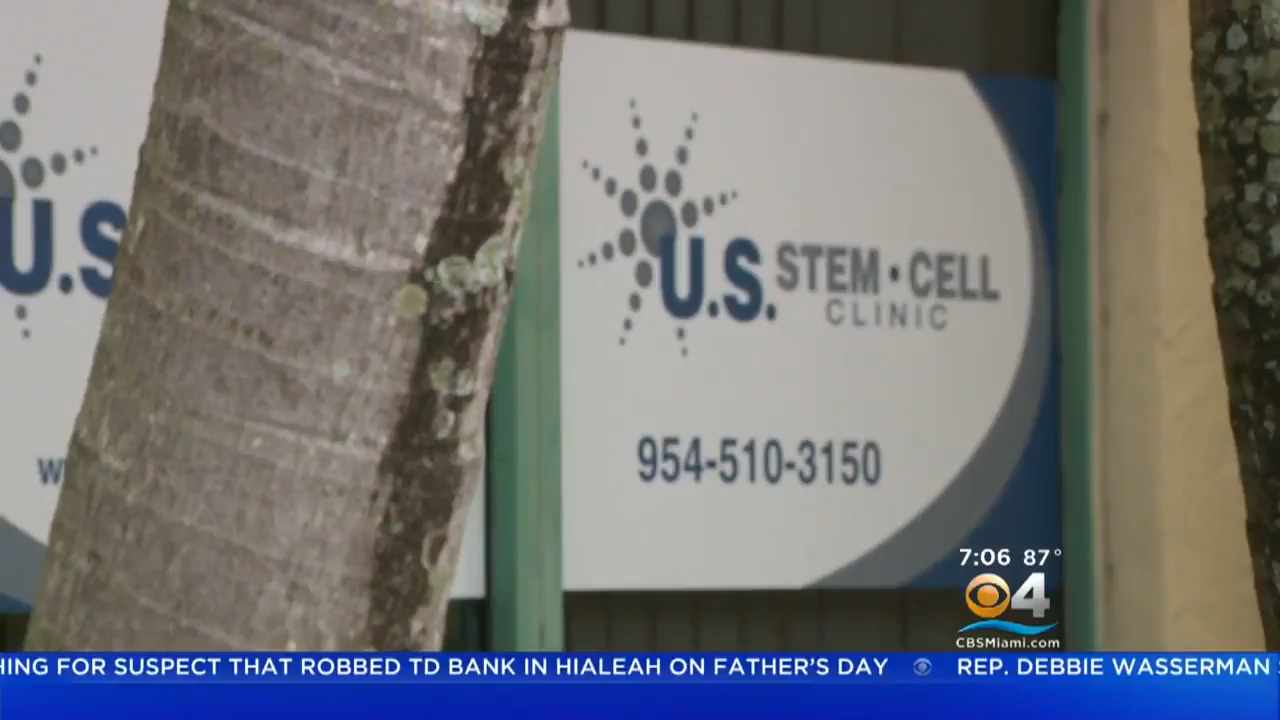 U.S
U.S. STEM • CELL
CLINIC
w
954-510-3150
7:06 87°
4
CBSMiami.com
HING FOR SUSPECT THAT ROBBED TD BANK IN HIALEAH ON FATHER'S DAY REP. DEBBIE WASSERMAN